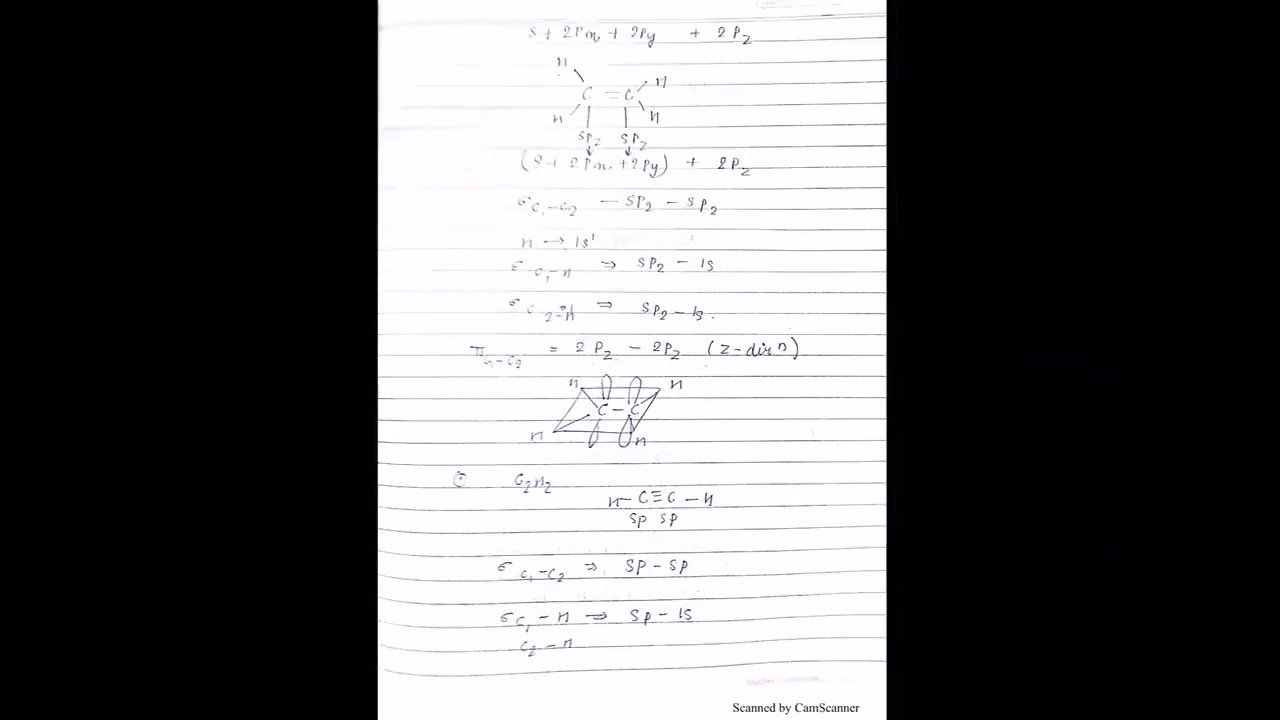 S + 2Px + 2Py + 2Pz
H H
C = C
H H
SP2 SP2
(S + 2Px + 2Py) + 2Pz
σ C1-C2 — SP2 - SP2
H → 1s¹
σ C1-H ⇒ SP2 - 1S
σ C2-H ⇒ SP2 - 1S.
π C1-C2 = 2Pz - 2Pz (Z-dirn)
H H
C - C
H H
C2H2
H - C ≡ C - H
SP SP
σ C1-C2 ⇒ SP - SP
σ C1 - H ⇒ SP - 1S
C2 - H
Scanned by CamScanner